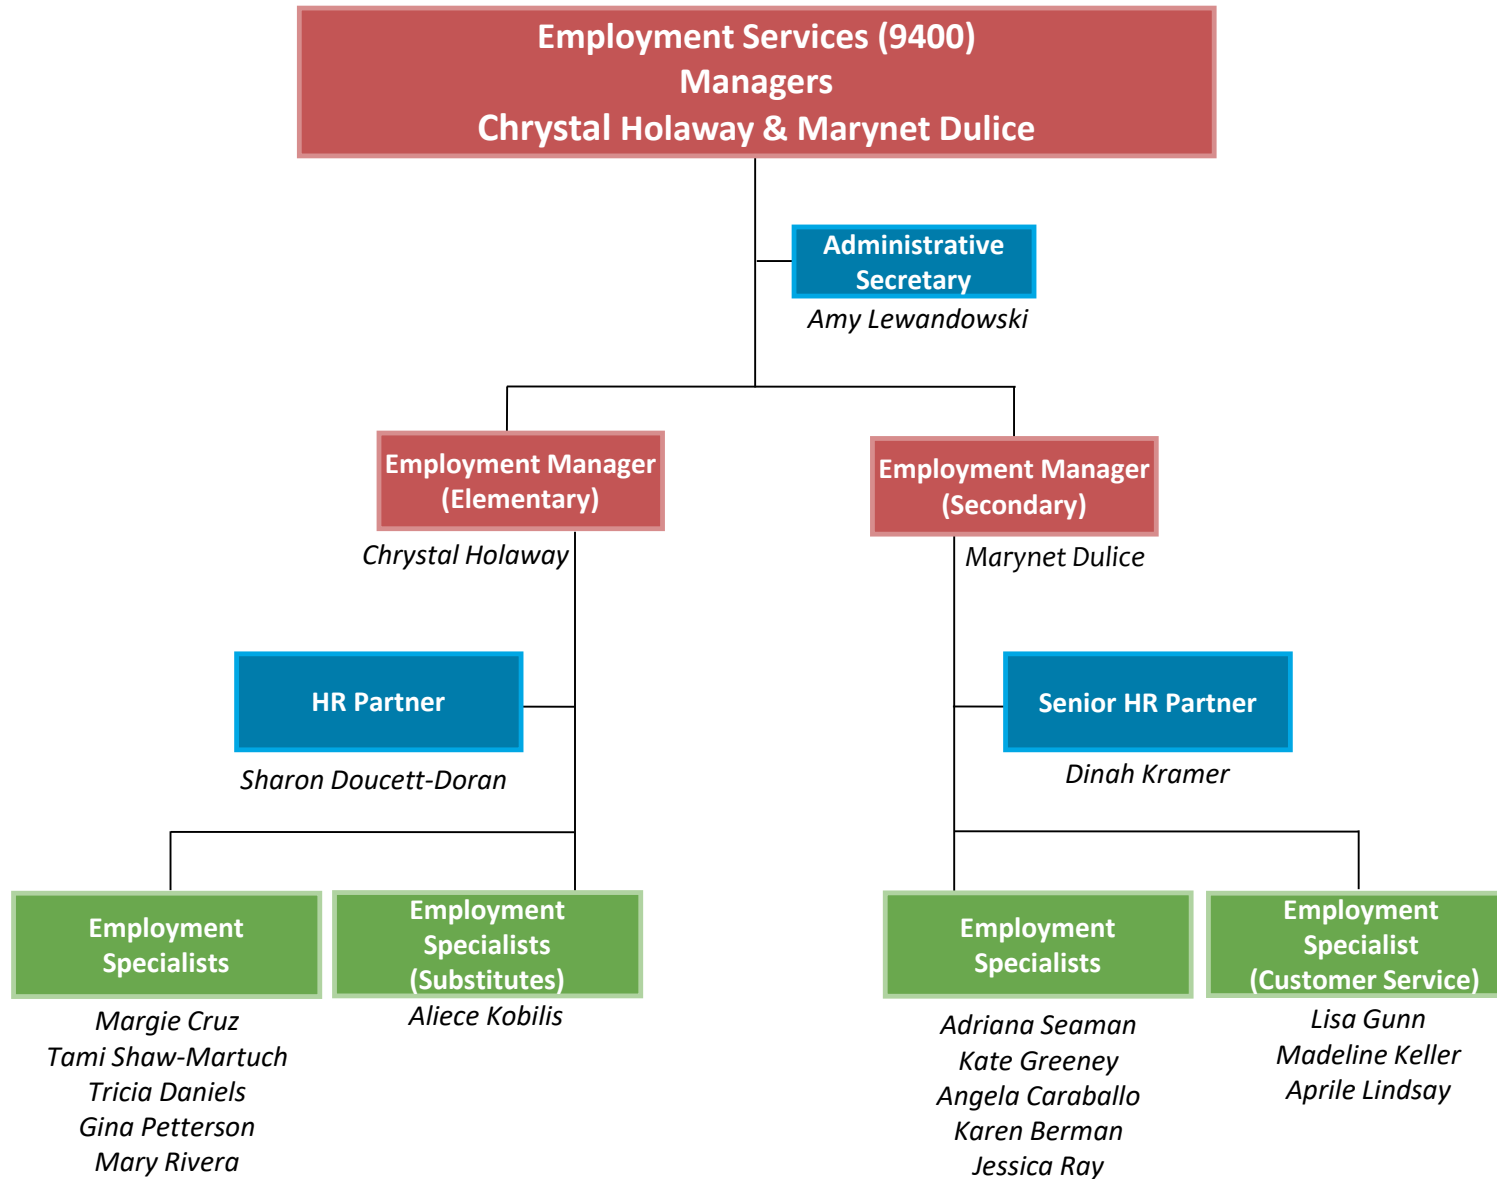 Employment Services (9400)
Managers
Chrystal Holaway & Marynet Dulice
Administrative
Secretary
Amy Lewandowski
Employment Manager
(Elementary)
Chrystal Holaway
Employment Manager
(Secondary)
Marynet Dulice
HR Partner
Sharon Doucett-Doran
Senior HR Partner
Dinah Kramer
Employment
Specialists
Margie Cruz
Tami Shaw-Martuch
Tricia Daniels
Gina Petterson
Mary Rivera
Employment
Specialists
(Substitutes)
Aliece Kobilis
Employment
Specialists
Adriana Seaman
Kate Greeney
Angela Caraballo
Karen Berman
Jessica Ray
Employment
Specialist
(Customer Service)
Lisa Gunn
Madeline Keller
Aprile Lindsay